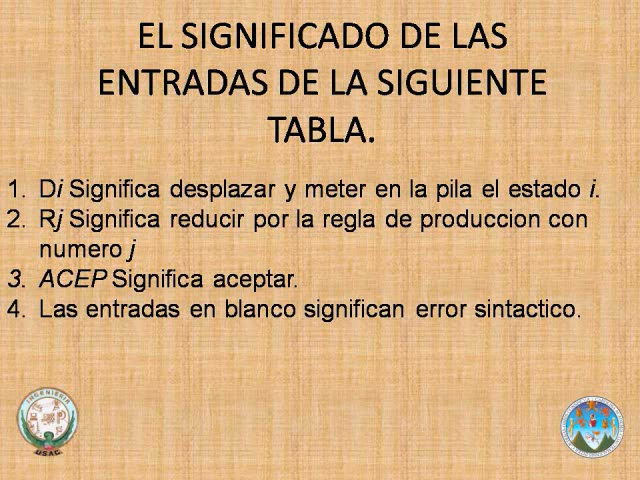 EL SIGNIFICADO DE LAS
ENTRADAS DE LA SIGUIENTE
TABLA.
1. Di Significa desplazar y meter en la pila el estado i.
2. Rj Significa reducir por la regla de produccion con
numero j
3. ACEP Significa aceptar.
4. Las entradas en blanco significan error sintactico.
INGENIERIA
USAC